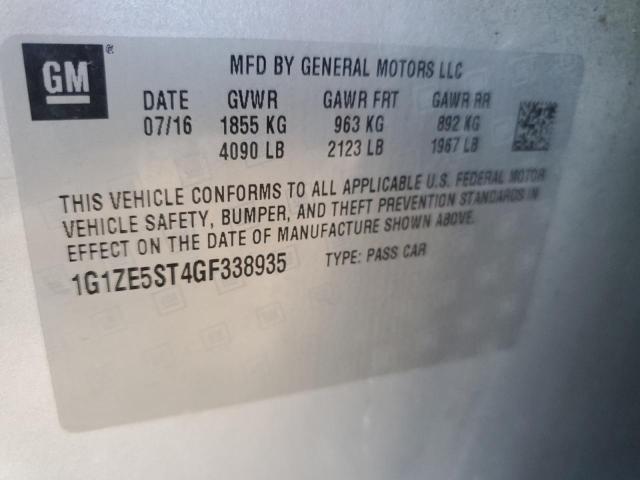 GM ®
MFD BY GENERAL MOTORS LLC
DATE GVWR GAWR FRT GAWR RR
07/16 1855 KG 963 KG 892 KG
4090 LB 2123 LB 1967 LB
THIS VEHICLE CONFORMS TO ALL APPLICABLE U.S. FEDERAL MOTOR
VEHICLE SAFETY, BUMPER, AND THEFT PREVENTION STANDARDS IN
EFFECT ON THE DATE OF MANUFACTURE SHOWN ABOVE.
1G1ZE5ST4GF338935 TYPE: PASS CAR